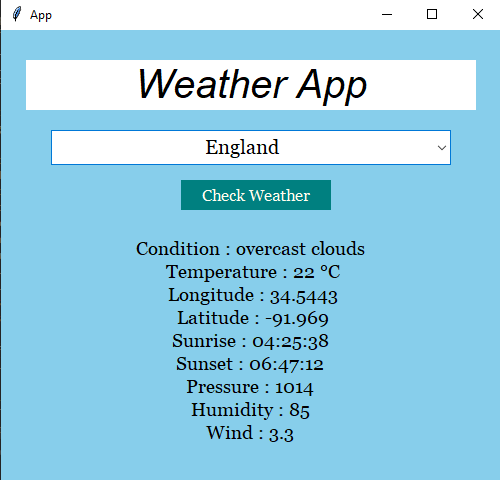 App
Weather App
England
Check Weather
Condition : overcast clouds
Temperature : 22 °C
Longitude : 34.5443
Latitude : -91.969
Sunrise : 04:25:38
Sunset : 06:47:12
Pressure : 1014
Humidity : 85
Wind : 3.3